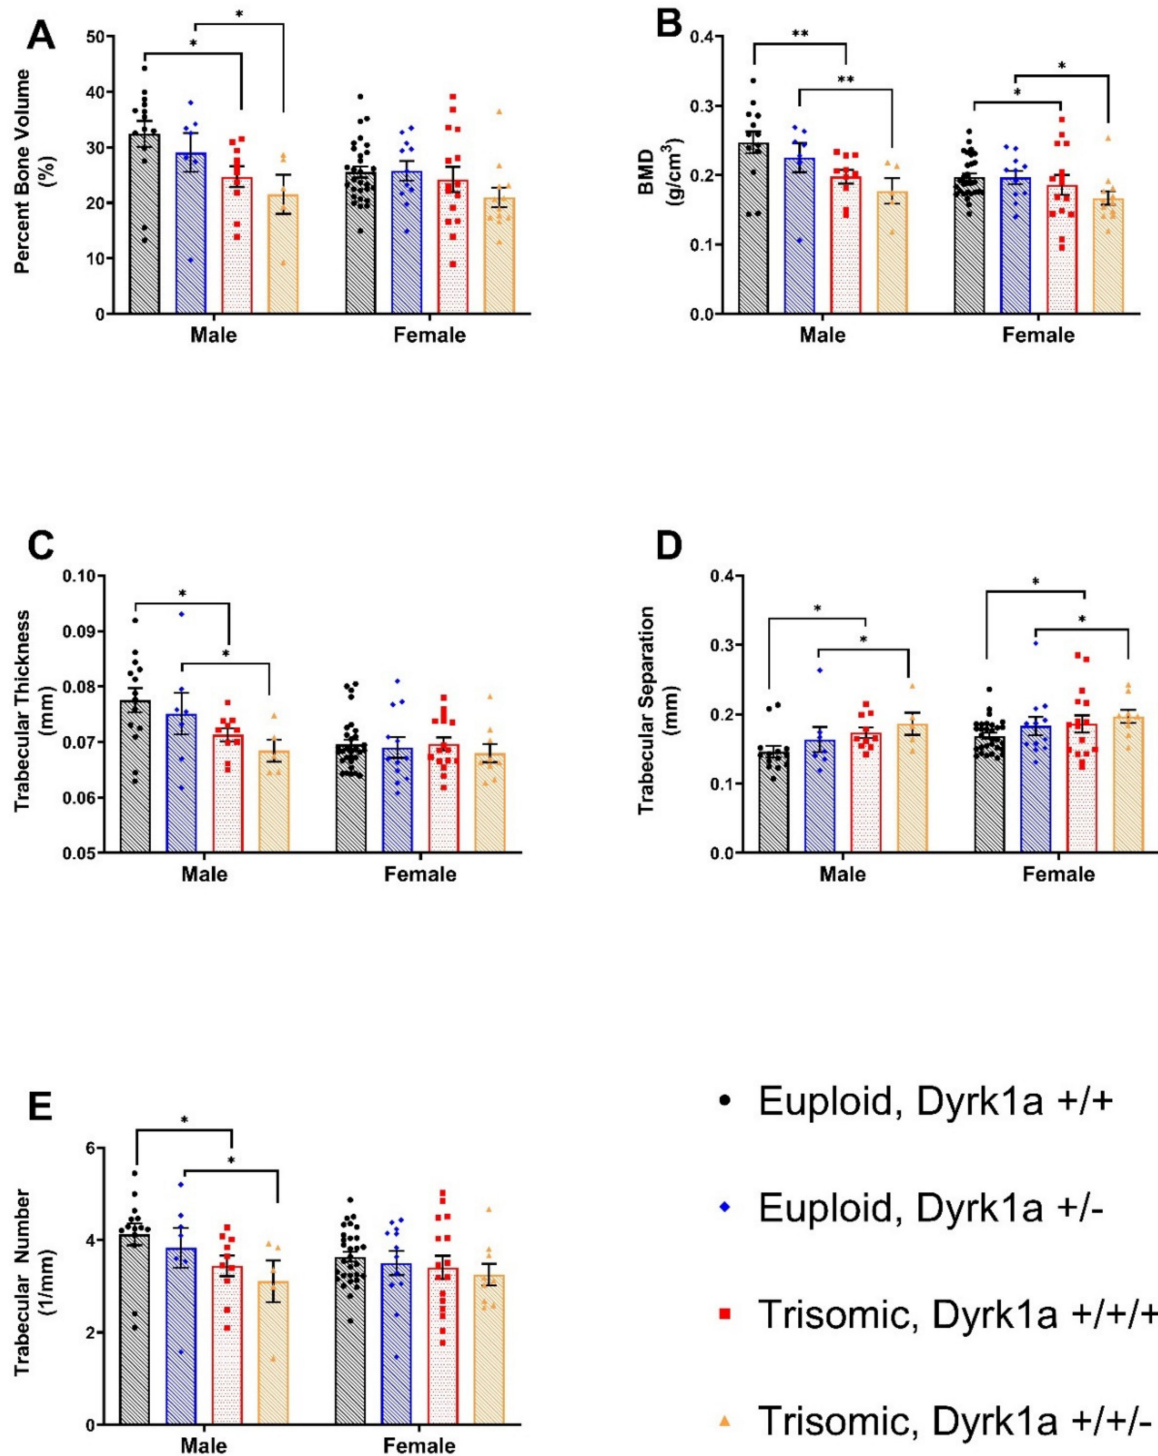 A
Percent Bone Volume
(%)
50
40
30
20
10
0
*
*
Male
Female
B
BMD
(g/cm³)
0.4
0.3
0.2
0.1
0.0
**
**
*
*
Male
Female
C
Trabecular Thickness
(mm)
0.10
0.09
0.08
0.07
0.06
0.05
*
*
Male
Female
D
Trabecular Separation
(mm)
0.4
0.3
0.2
0.1
0.0
*
*
*
*
Male
Female
E
Trabecular Number
(1/mm)
6
4
2
0
*
*
Male
Female
Euploid, Dyrk1a +/+
Euploid, Dyrk1a +/-
Trisomic, Dyrk1a +/+/+
Trisomic, Dyrk1a +/+/-